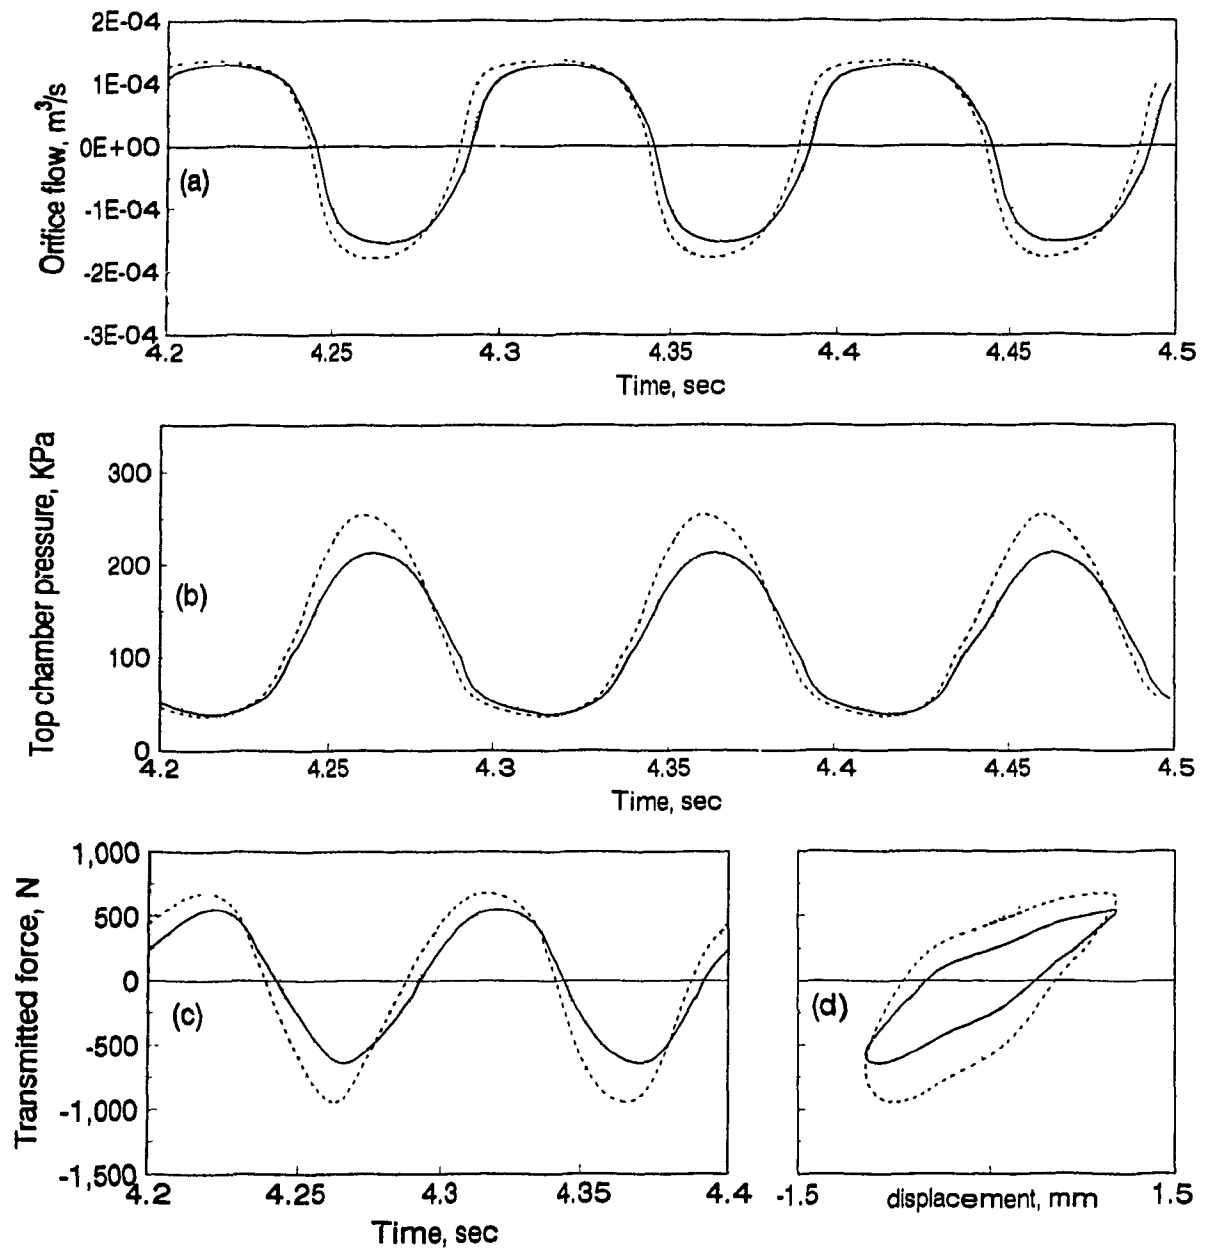 2E-04
1E-04
0E+00
-1E-04
-2E-04
-3E-04
Orifice flow, m³/s
(a)
4.2 4.25 4.3 4.35 4.4 4.45 4.5
Time, sec
300
200
100
0
Top chamber pressure, KPa
(b)
4.2 4.25 4.3 4.35 4.4 4.45 4.5
Time, sec
1,000
500
0
-500
-1,000
-1,500
Transmitted force, N
(c)
4.2 4.25 4.3 4.35 4.4
Time, sec
(d)
-1.5 displacement, mm 1.5